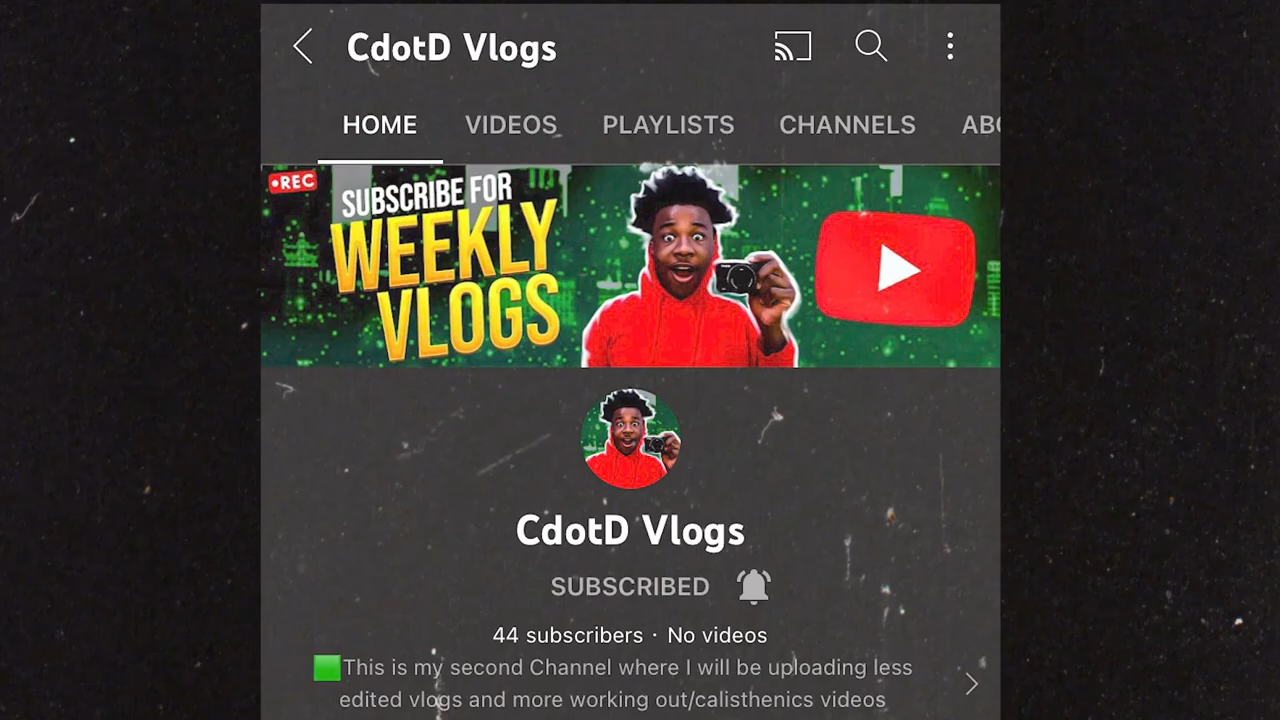 CdotD Vlogs
HOME VIDEOS PLAYLISTS CHANNELS ABO
REC
SUBSCRIBE FOR
WEEKLY
VLOGS
CdotD Vlogs
SUBSCRIBED
44 subscribers · No videos
This is my second Channel where I will be uploading less
edited vlogs and more working out/calisthenics videos